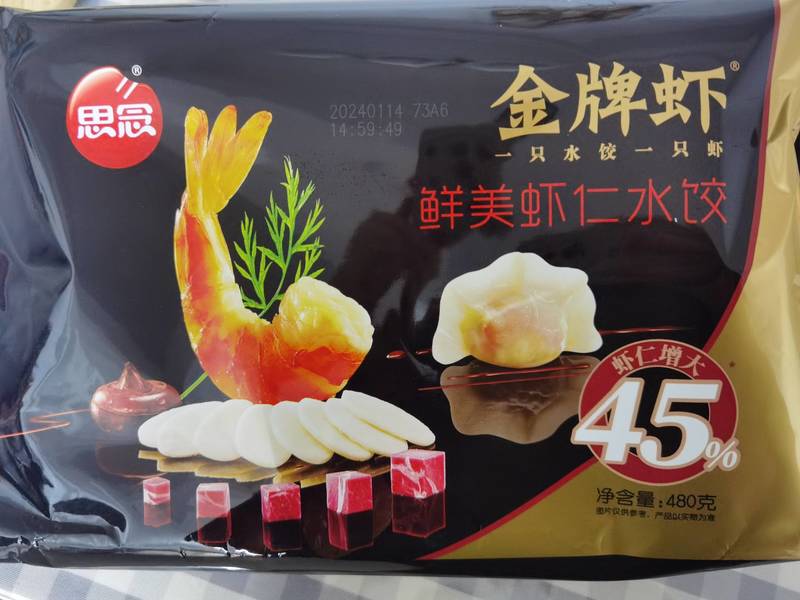 思念®
20240114 73A6
14:59:49
金牌虾®
一只水饺一只虾
鲜美虾仁水饺
虾仁增大
45%
净含量:480克
图片仅供参考，产品以实物为准